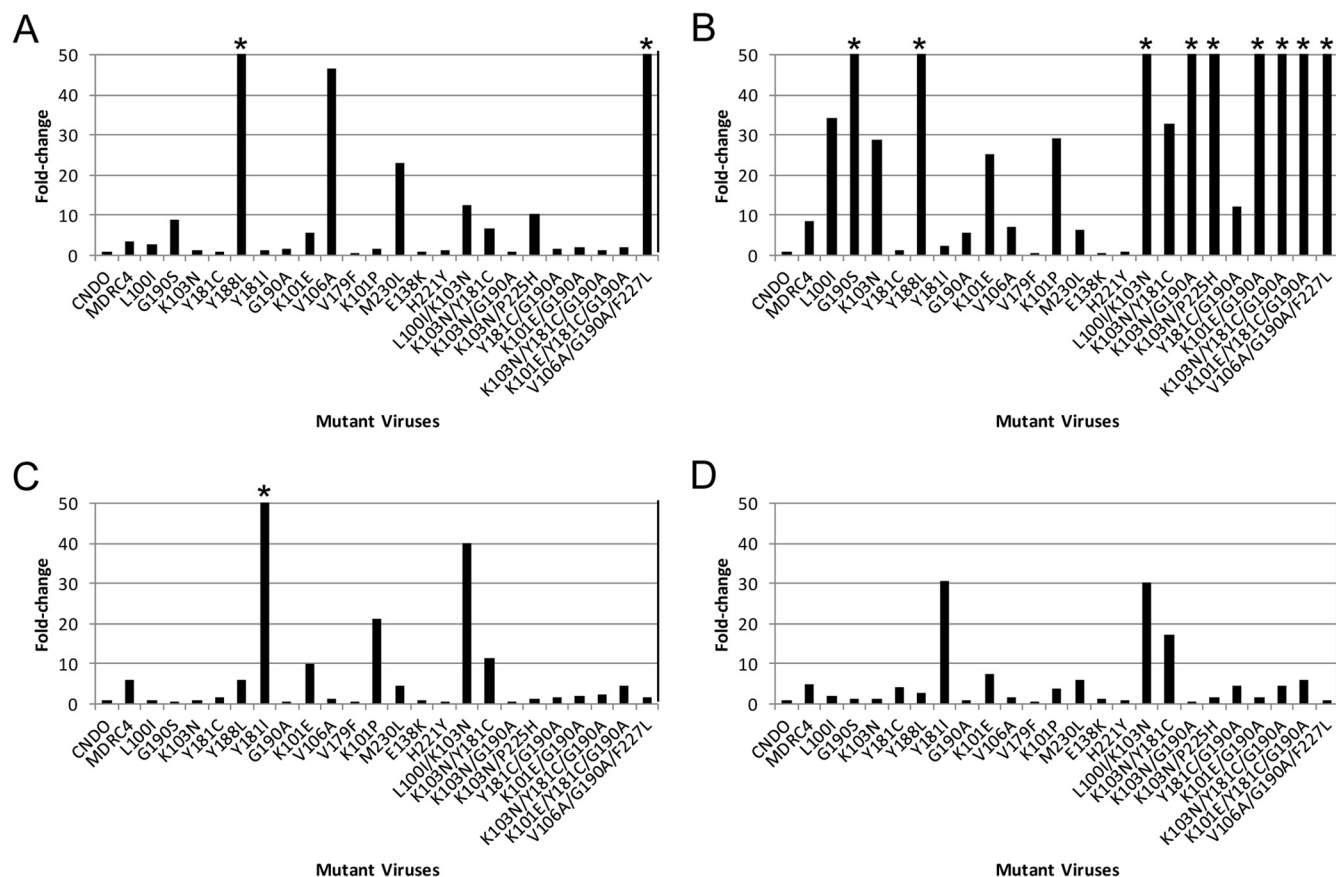 A
* *
50
40
30
20
10
0
Fold-change
CNDO
MDRC4
L100I
G190S
K103N
Y181C
Y188L
Y181I
G190A
K101E
V106A
V179F
K101P
M230L
E138K
H221Y
L100I/K103N
K103N/Y181C
K103N/G190A
K103N/P225H
Y181C/G190A
K101E/G190A
K103N/Y181C/G190A
K101E/Y181C/G190A
V106A/G190A/F227L
Mutant Viruses
B
* * * * * * * * *
50
40
30
20
10
0
Fold-change
CNDO
MDRC4
L100I
G190S
K103N
Y181C
Y188L
Y181I
G190A
K101E
V106A
V179F
K101P
M230L
E138K
H221Y
L100I/K103N
K103N/Y181C
K103N/G190A
K103N/P225H
Y181C/G190A
K101E/G190A
K103N/Y181C/G190A
K101E/Y181C/G190A
V106A/G190A/F227L
Mutant Viruses
C
*
50
40
30
20
10
0
Fold-change
CNDO
MDRC4
L100I
G190S
K103N
Y181C
Y188L
Y181I
G190A
K101E
V106A
V179F
K101P
M230L
E138K
H221Y
L100I/K103N
K103N/Y181C
K103N/G190A
K103N/P225H
Y181C/G190A
K101E/G190A
K103N/Y181C/G190A
K101E/Y181C/G190A
V106A/G190A/F227L
Mutant Viruses
D
50
40
30
20
10
0
Fold-change
CNDO
MDRC4
L100I
G190S
K103N
Y181C
Y188L
Y181I
G190A
K101E
V106A
V179F
K101P
M230L
E138K
H221Y
L100I/K103N
K103N/Y181C
K103N/G190A
K103N/P225H
Y181C/G190A
K101E/G190A
K103N/Y181C/G190A
K101E/Y181C/G190A
V106A/G190A/F227L
Mutant Viruses